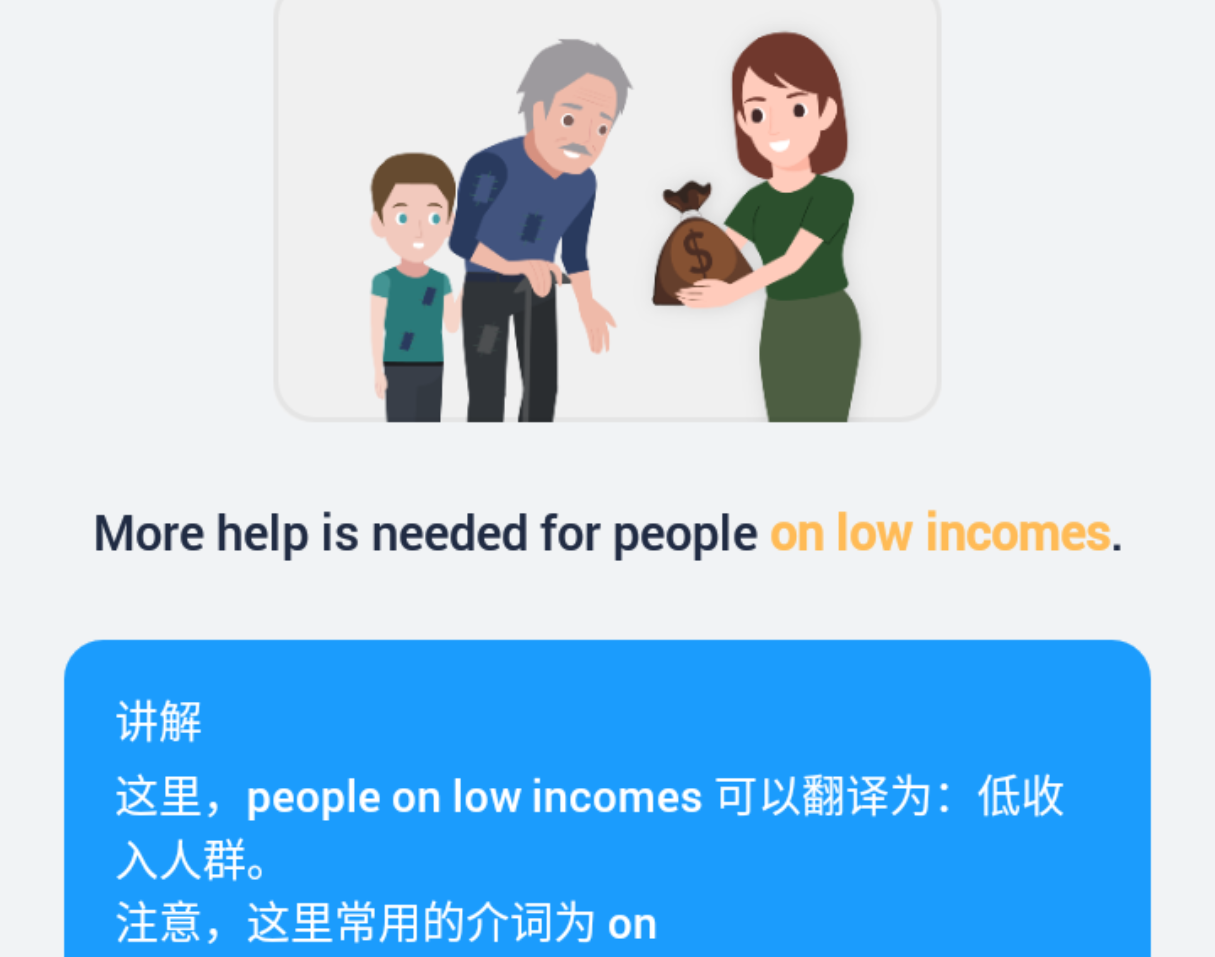 $
More help is needed for people on low incomes.
讲解
这里，people on low incomes 可以翻译为：低收
入人群。
注意，这里常用的介词为 on